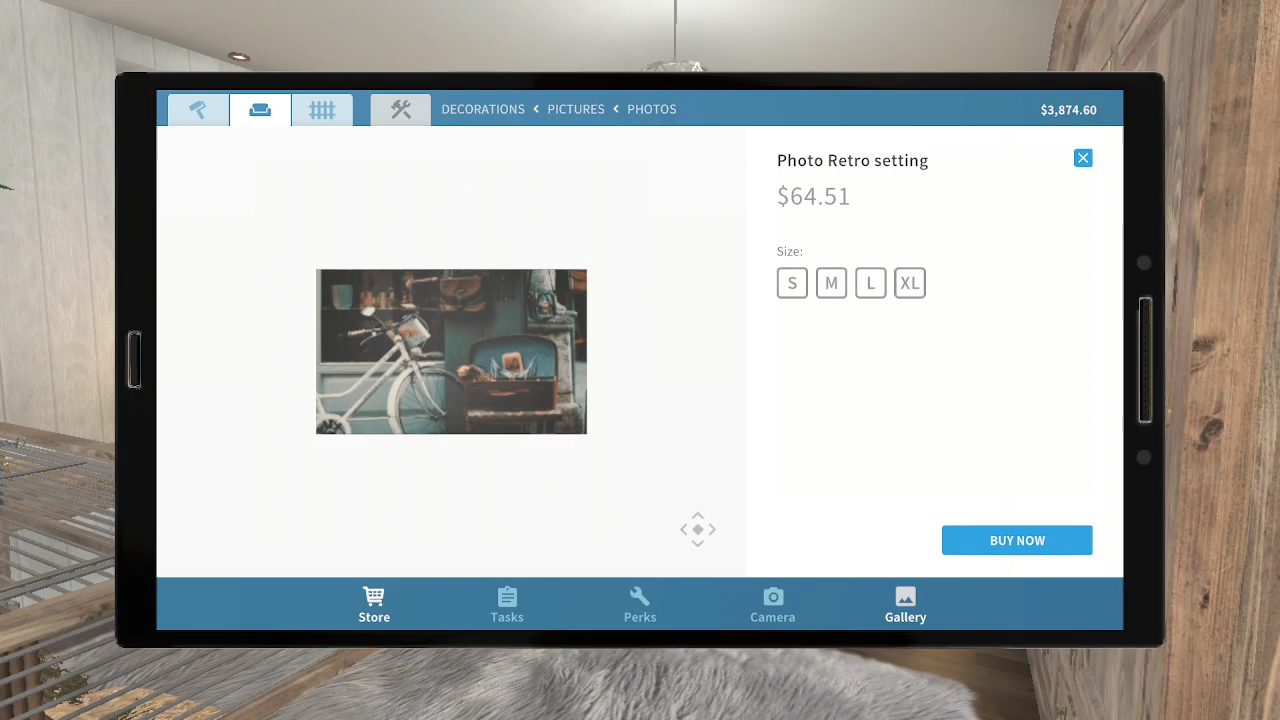 DECORATIONS < PICTURES < PHOTOS
$3,874.60
Photo Retro setting
$64.51
Size:
S M L XL
BUY NOW
Store Tasks Perks Camera Gallery